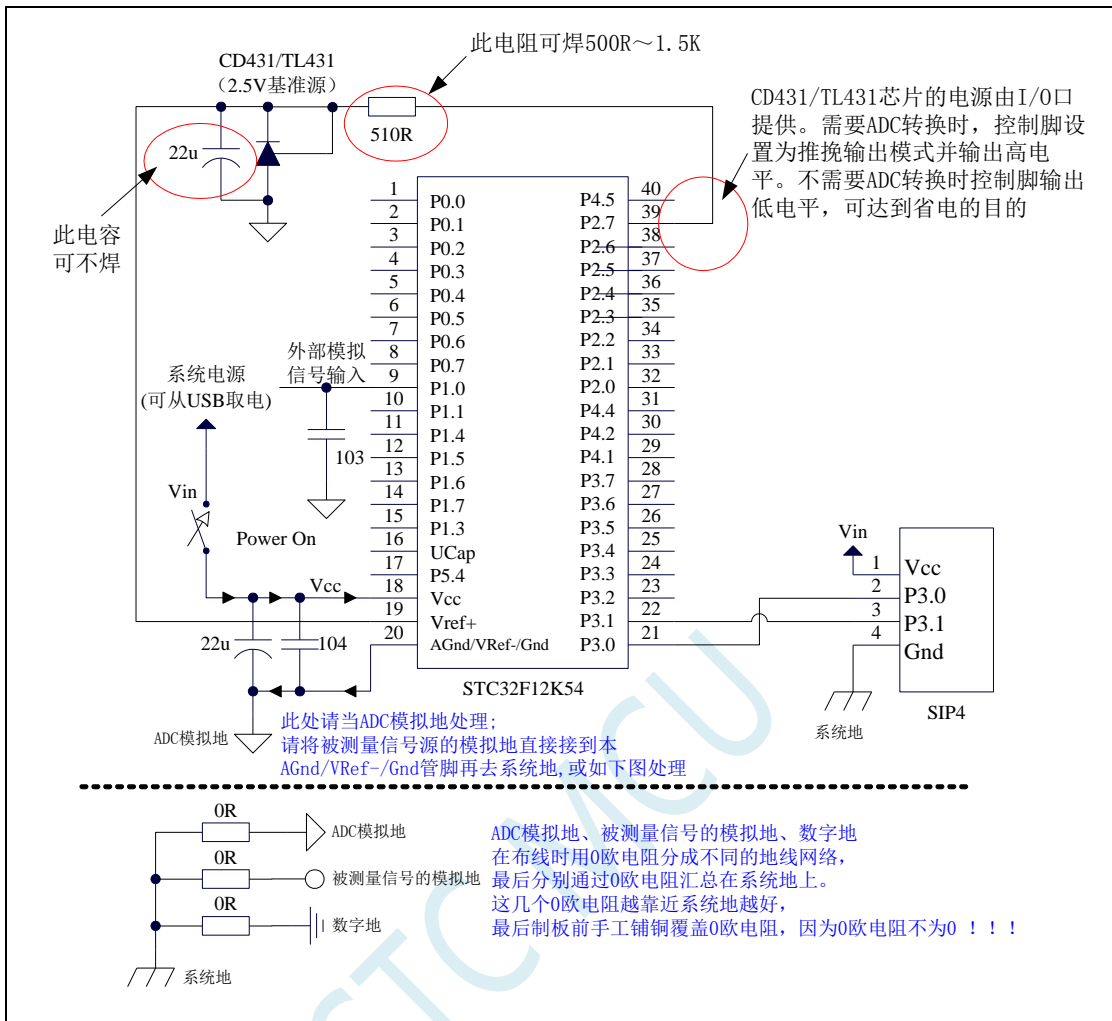 此电阻可焊500R～1.5K
CD431/TL431
（2.5V基准源）
510R
22u
此电容
可不焊
CD431/TL431芯片的电源由I/O口
提供。需要ADC转换时，控制脚设
置为推挽输出模式并输出高电
平。不需要ADC转换时控制脚输出
低电平，可达到省电的目的
1 P0.0
2 P0.1
3 P0.2
4 P0.3
5 P0.4
6 P0.5
7 P0.6
8 P0.7
9 P1.0
10 P1.1
11 P1.4
12 P1.5
13 P1.6
14 P1.7
15 P1.3
16 UCap
17 P5.4
18 Vcc
19 Vref+
20 AGnd/VRef-/Gnd
P4.5 40
P2.7 39
P2.6 38
P2.5 37
P2.4 36
P2.3 35
P2.2 34
P2.1 33
P2.0 32
P4.4 31
P4.2 30
P4.1 29
P3.7 28
P3.6 27
P3.5 26
P3.4 25
P3.3 24
P3.2 23
P3.1 22
P3.0 21
STC32F12K54
外部模拟
信号输入
103
系统电源
(可从USB取电)
Vin
Power On
Vcc
22u
104
ADC模拟地
Vin
1 Vcc
2 P3.0
3 P3.1
4 Gnd
SIP4
系统地
此处请当ADC模拟地处理;
请将被测量信号源的模拟地直接接到本
AGnd/VRef-/Gnd管脚再去系统地,或如下图处理
0R
ADC模拟地
0R
被测量信号的模拟地
0R
数字地
系统地
ADC模拟地、被测量信号的模拟地、数字地
在布线时用0欧电阻分成不同的地线网络，
最后分别通过0欧电阻汇总在系统地上。
这几个0欧电阻越靠近系统地越好，
最后制板前手工铺铜覆盖0欧电阻，因为0欧电阻不为0 ！！！
STC MCU